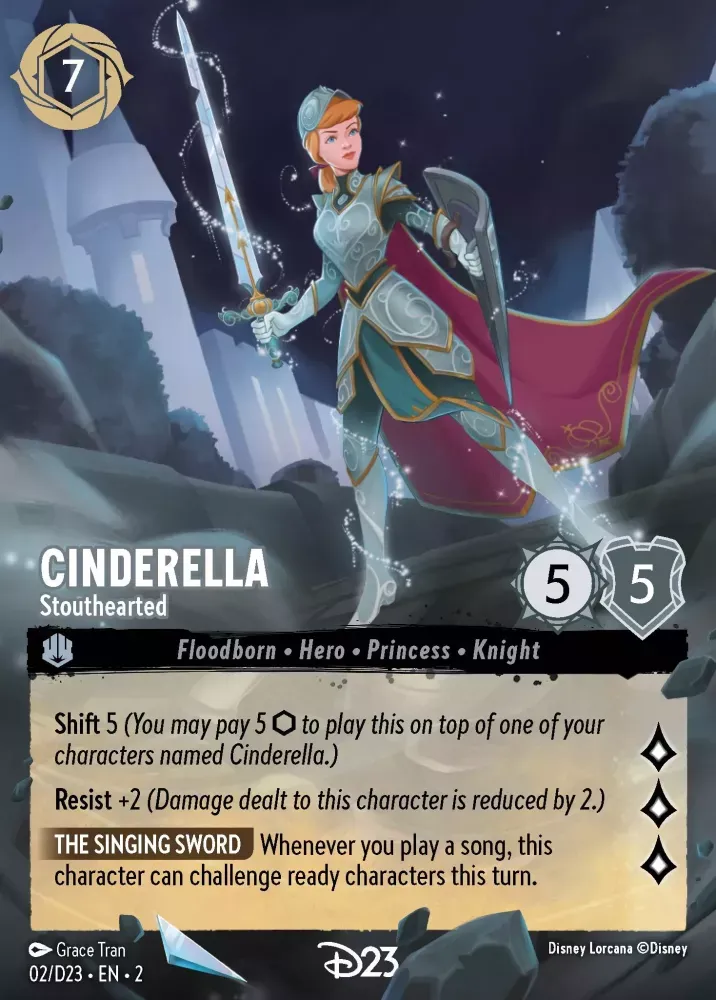 7
CINDERELLA
Stouthearted
5 5
Floodborn • Hero • Princess • Knight
Shift 5 (You may pay 5 ⬡ to play this on top of one of your
characters named Cinderella.)
Resist +2 (Damage dealt to this character is reduced by 2.)
THE SINGING SWORD Whenever you play a song, this
character can challenge ready characters this turn.
Grace Tran
02/D23 • EN • 2
D23
Disney Lorcana ©Disney